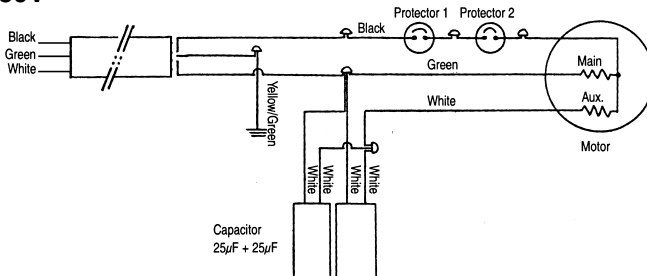 Protector 1 Protector 2
Black
Black
Green
White
Green
Main
Yellow/Green
White
Aux.
Motor
White
White
White
White
Capacitor
25µF + 25µF